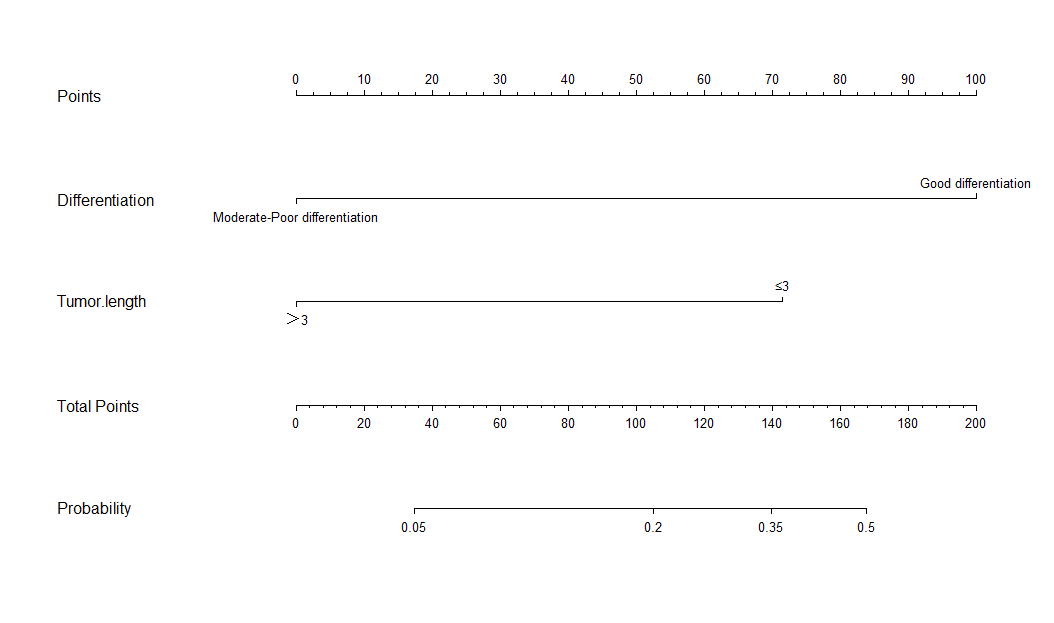 0 10 20 30 40 50 60 70 80 90 100
Points
Good differentiation
Differentiation
Moderate-Poor differentiation
≤3
Tumor.length
＞3
Total Points
0 20 40 60 80 100 120 140 160 180 200
Probability
0.05 0.2 0.35 0.5